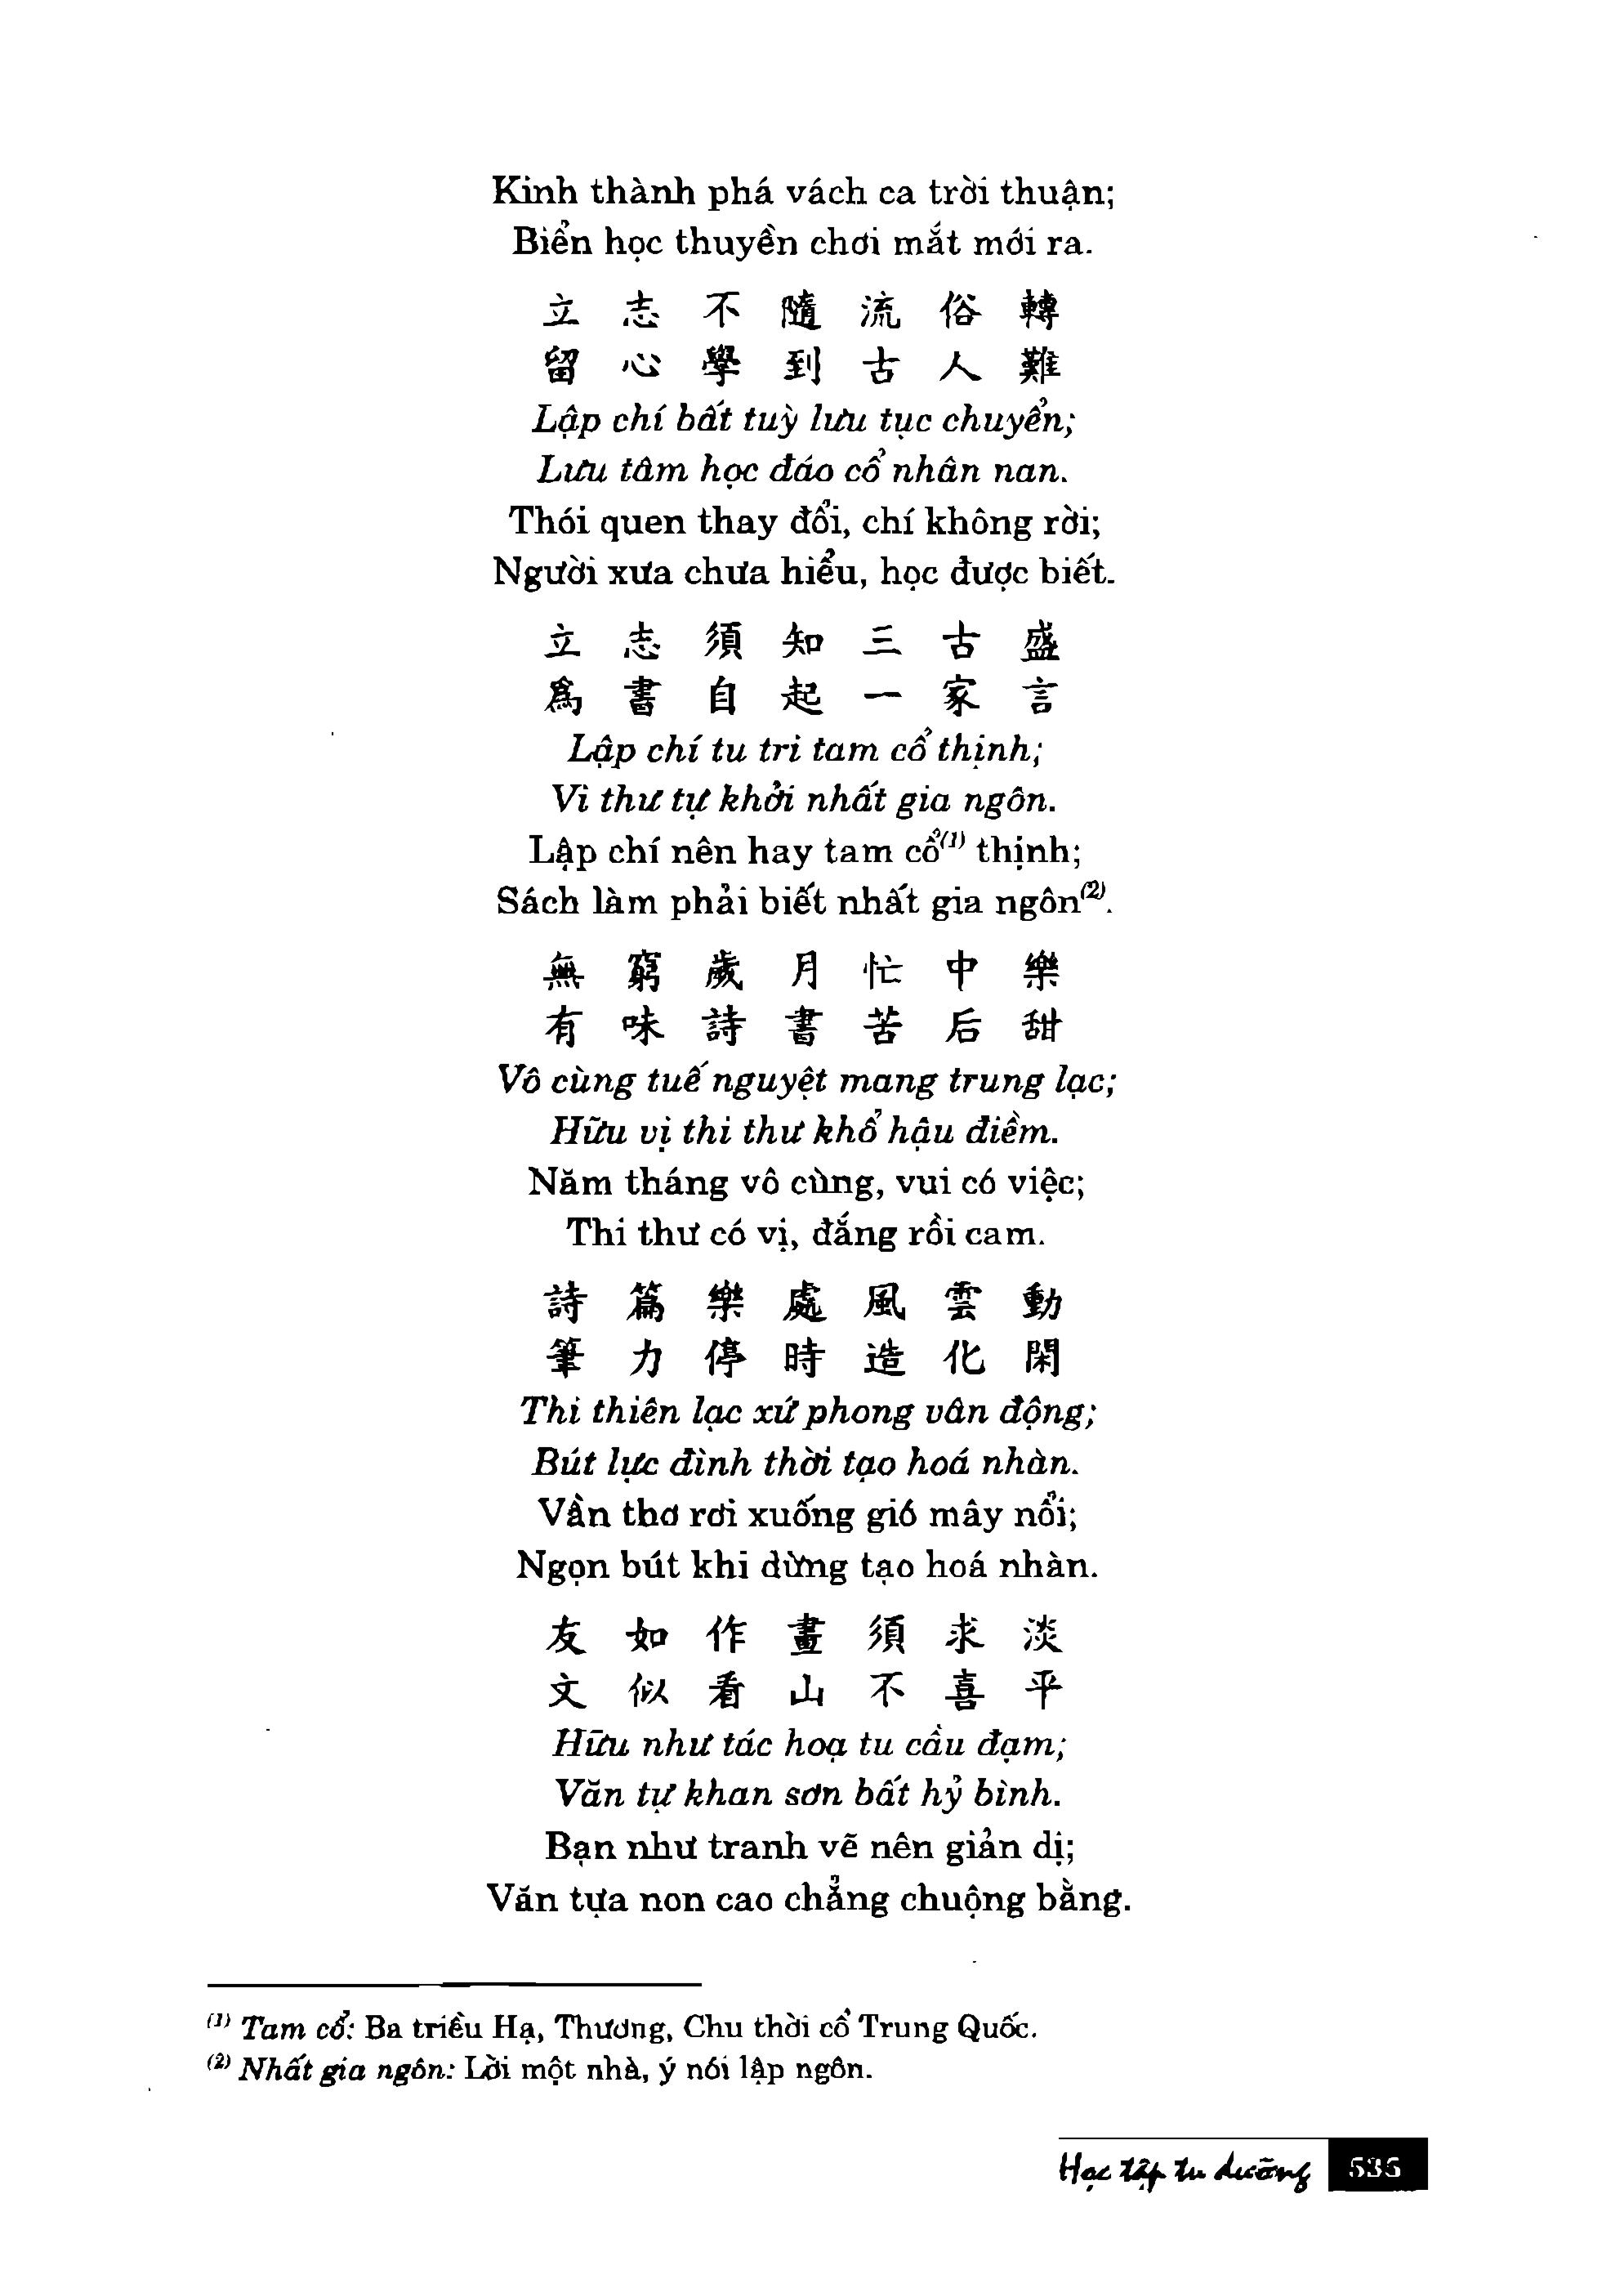 Kinh thành phá vách ca trời thuận;
Biển học thuyền chơi mắt mới ra.
立 志 不 隨 流 俗 轉
留 心 學 到 古 人 難
Lập chí bất tuỳ lưu tục chuyển;
Lưu tâm học đáo cổ nhân nan.
Thói quen thay đổi, chí không rời;
Người xưa chưa hiểu, học được biết.
立 志 須 知 三 古 盛
爲 書 自 起 一 家 言
Lập chí tu tri tam cổ thịnh;
Vi thư tự khởi nhất gia ngôn.
Lập chí nên hay tam cổ⁽¹⁾ thịnh;
Sách làm phải biết nhất gia ngôn⁽²⁾.
無 窮 歲 月 忙 中 樂
有 味 詩 書 苦 后 甜
Vô cùng tuế nguyệt mang trung lạc;
Hữu vị thi thư khổ hậu điềm.
Năm tháng vô cùng, vui có việc;
Thi thư có vị, đắng rồi cam.
詩 篇 樂 處 風 雲 動
筆 力 停 時 造 化 閑
Thi thiên lạc xứ phong vân động;
Bút lực đình thời tạo hoá nhàn.
Vần thơ rơi xuống gió mây nổi;
Ngọn bút khi dừng tạo hoá nhàn.
友 如 作 畫 須 求 淡
文 似 看 山 不 喜 平
Hữu như tác hoạ tu cầu đạm;
Văn tự khan sơn bất hỷ bình.
Bạn như tranh vẽ nên giản dị;
Văn tựa non cao chẳng chuộng bằng.
⁽¹⁾ Tam cổ: Ba triều Hạ, Thương, Chu thời cổ Trung Quốc.
⁽²⁾ Nhất gia ngôn: Lời một nhà, ý nói lập ngôn.
Học tập tu dưỡng 535